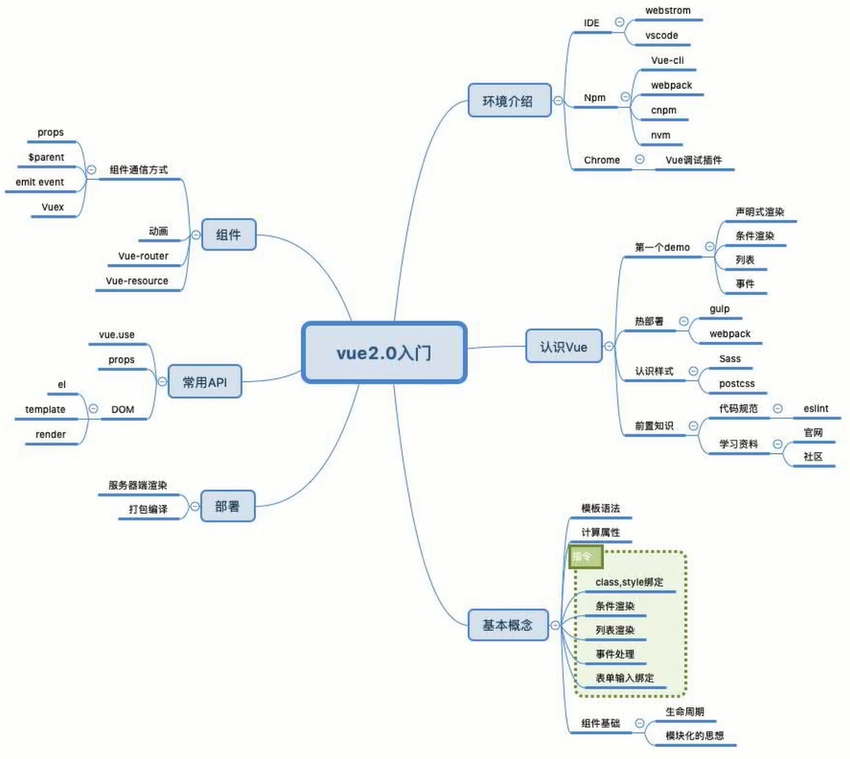 vue2.0入门
环境介绍
IDE
webstrom
vscode
Npm
Vue-cli
webpack
cnpm
nvm
Chrome
Vue调试插件
认识Vue
第一个demo
声明式渲染
条件渲染
列表
事件
热部署
gulp
webpack
认识样式
Sass
postcss
前置知识
代码规范
eslint
学习资料
官网
社区
基本概念
模板语法
计算属性
指令
class,style绑定
条件渲染
列表渲染
事件处理
表单输入绑定
组件基础
生命周期
模块化的思想
组件
组件通信方式
props
$parent
emit event
Vuex
动画
Vue-router
Vue-resource
常用API
vue.use
props
DOM
el
template
render
部署
服务器端渲染
打包编译